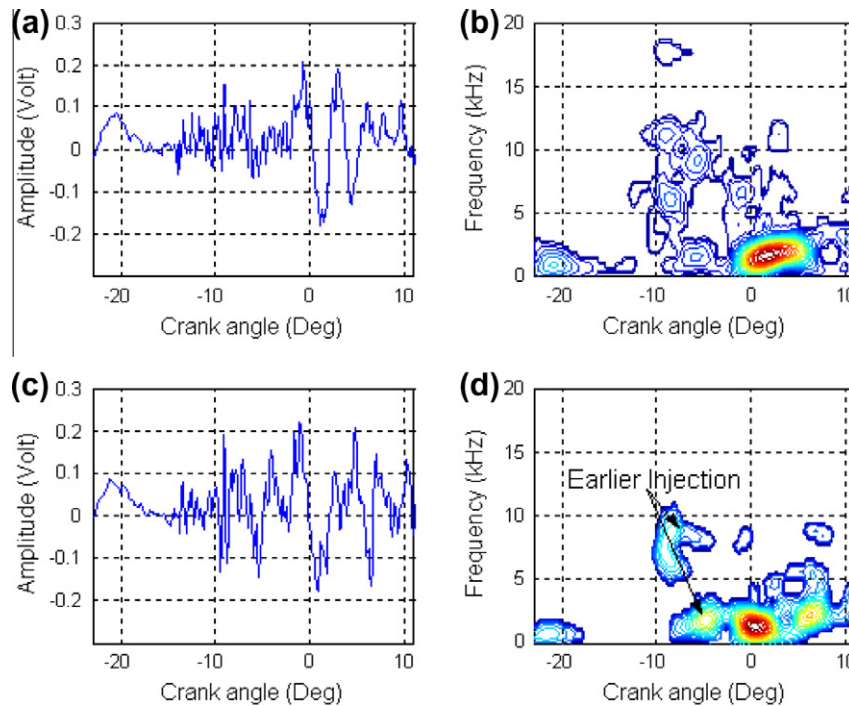 (a)
0.3
0.2
0.1
0
-0.1
-0.2
Amplitude (Volt)
-20 -10 0 10
Crank angle (Deg)
(b)
20
15
10
5
0
Frequency (kHz)
-20 -10 0 10
Crank angle (Deg)
(c)
0.3
0.2
0.1
0
-0.1
-0.2
Amplitude (Volt)
-20 -10 0 10
Crank angle (Deg)
(d)
20
15
10
5
0
Frequency (kHz)
Earlier Injection
-20 -10 0 10
Crank angle (Deg)